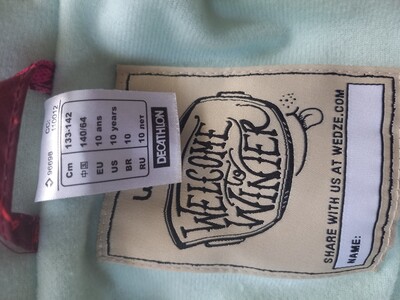 Cm 133-142
中国 140/64
EU 10 ans
US 10 years
BR 10
RU 10 лет
DECATHLON
WELCOME
to
WINTER
SHARE WITH US AT WEDZE.COM
NAME: